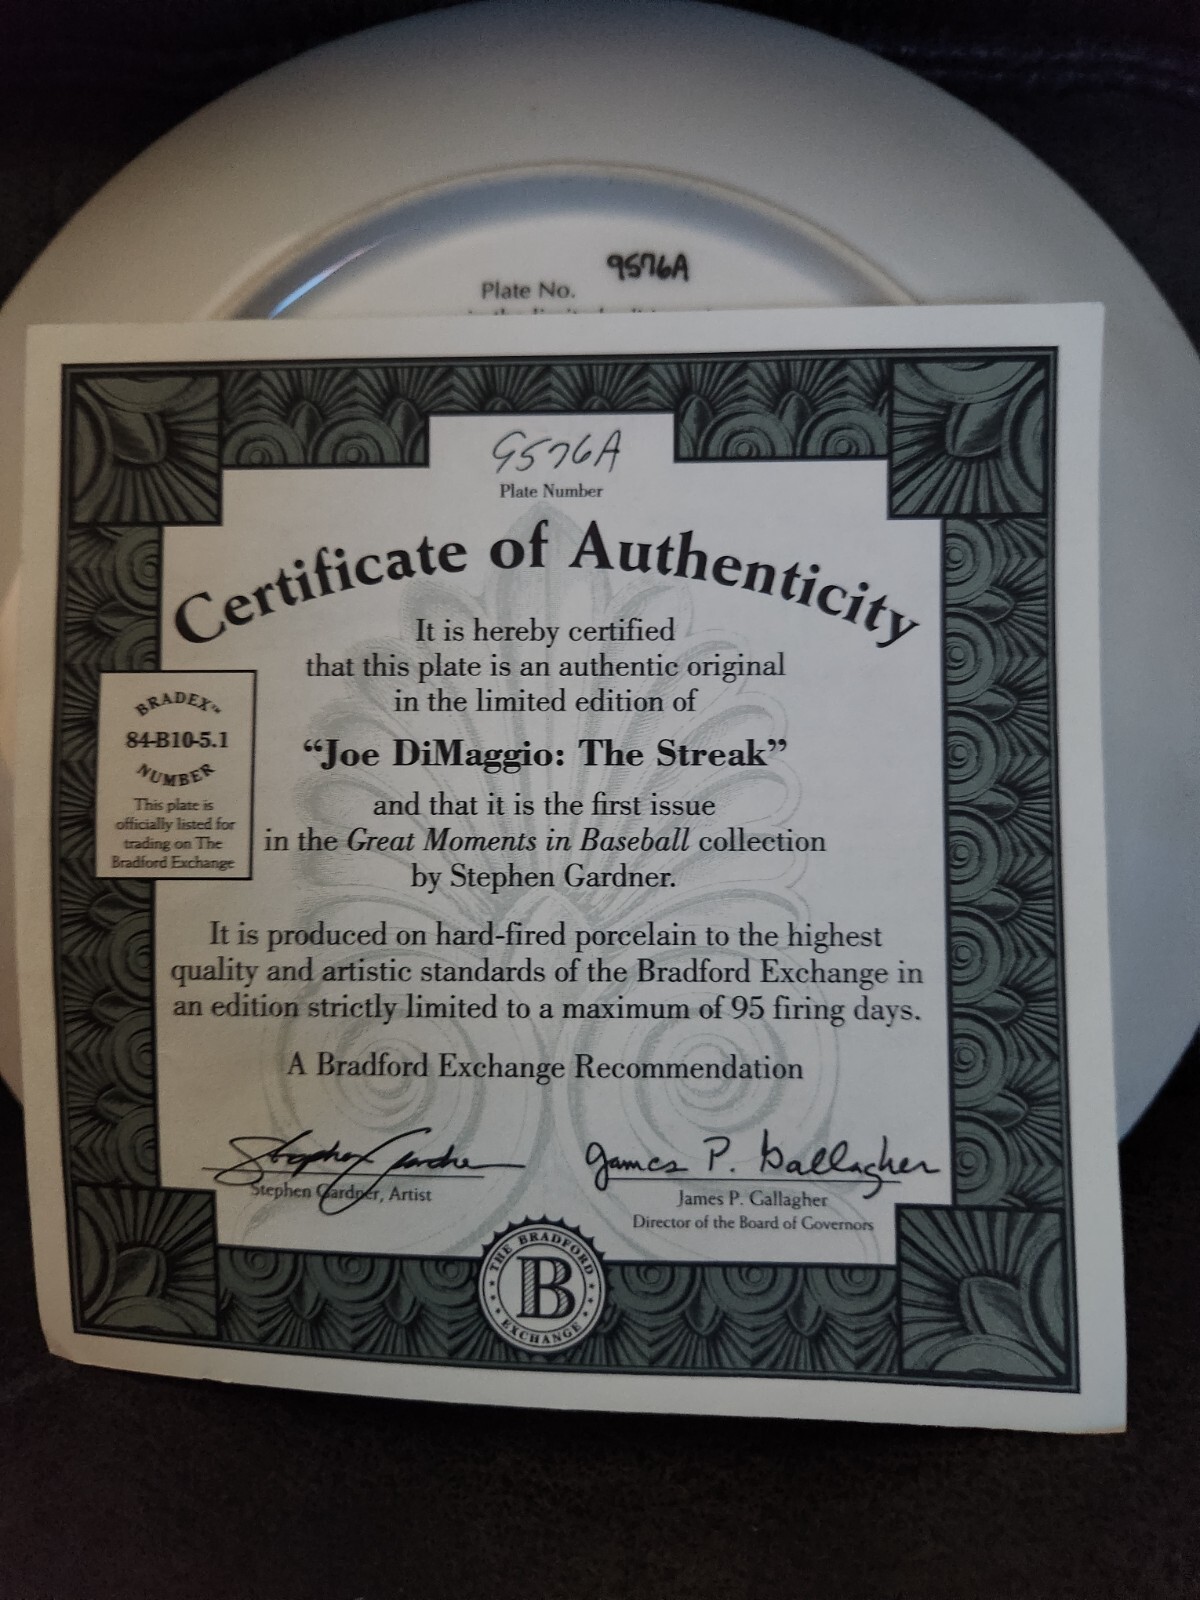 Plate No. 9576A
9576A
Plate Number
Certificate of Authenticity
It is hereby certified
that this plate is an authentic original
in the limited edition of
"Joe DiMaggio: The Streak"
and that it is the first issue
in the Great Moments in Baseball collection
by Stephen Gardner.
BRADEX™
84-B10-5.1
NUMBER
This plate is
officially listed for
trading on The
Bradford Exchange
It is produced on hard-fired porcelain to the highest
quality and artistic standards of the Bradford Exchange in
an edition strictly limited to a maximum of 95 firing days.
A Bradford Exchange Recommendation
Stephen Gardner
Stephen Gardner, Artist
James P. Gallagher
James P. Gallagher
Director of the Board of Governors
THE BRADFORD
B
EXCHANGE